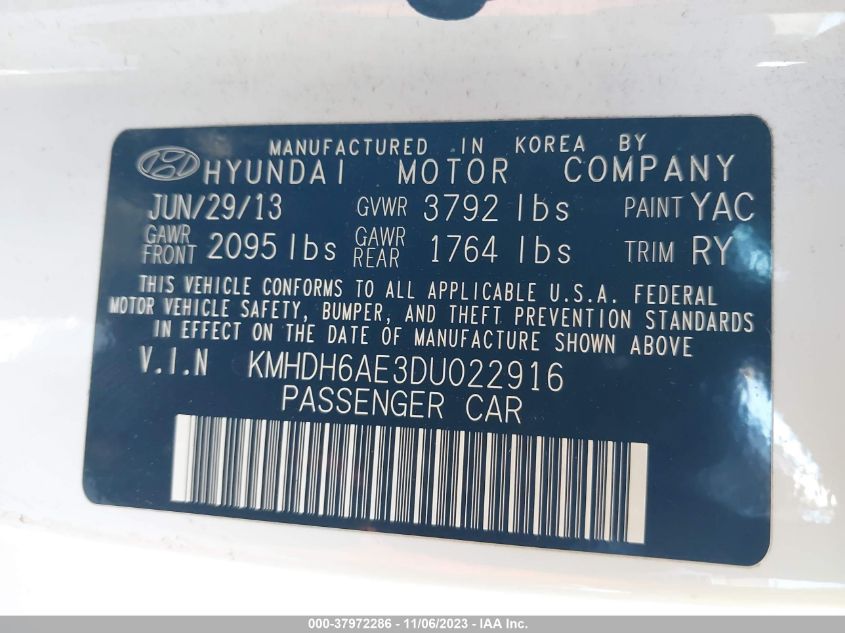 MANUFACTURED IN KOREA BY
HYUNDAI MOTOR COMPANY
JUN/29/13 GVWR 3792 lbs PAINT YAC
GAWR FRONT 2095 lbs GAWR REAR 1764 lbs TRIM RY
THIS VEHICLE CONFORMS TO ALL APPLICABLE U.S.A. FEDERAL
MOTOR VEHICLE SAFETY, BUMPER, AND THEFT PREVENTION STANDARDS
IN EFFECT ON THE DATE OF MANUFACTURE SHOWN ABOVE
V.I.N KMHDH6AE3DU022916
PASSENGER CAR
000-37972286 - 11/06/2023 - IAA Inc.